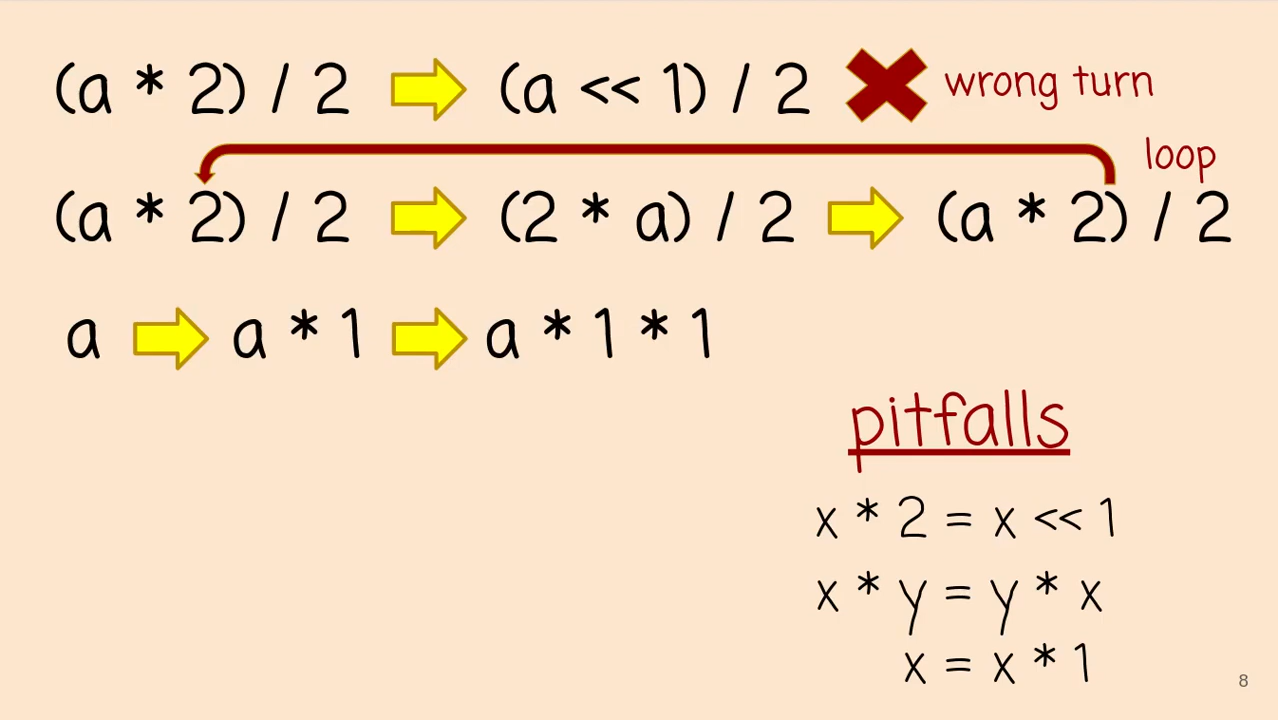 (a * 2) / 2 (a << 1) / 2 wrong turn
loop
(a * 2) / 2 (2 * a) / 2 (a * 2) / 2
a a * 1 a * 1 * 1
pitfalls
x * 2 = x << 1
x * y = y * x
x = x * 1
8